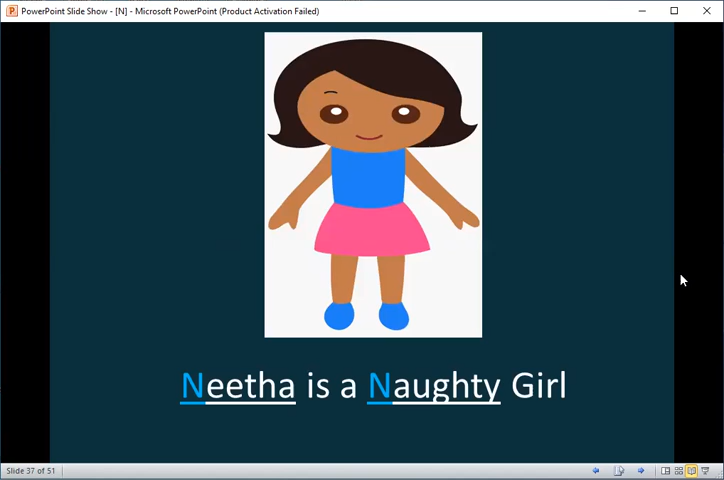 PowerPoint Slide Show - [N] - Microsoft PowerPoint (Product Activation Failed)
Neetha is a Naughty Girl
Slide 37 of 51